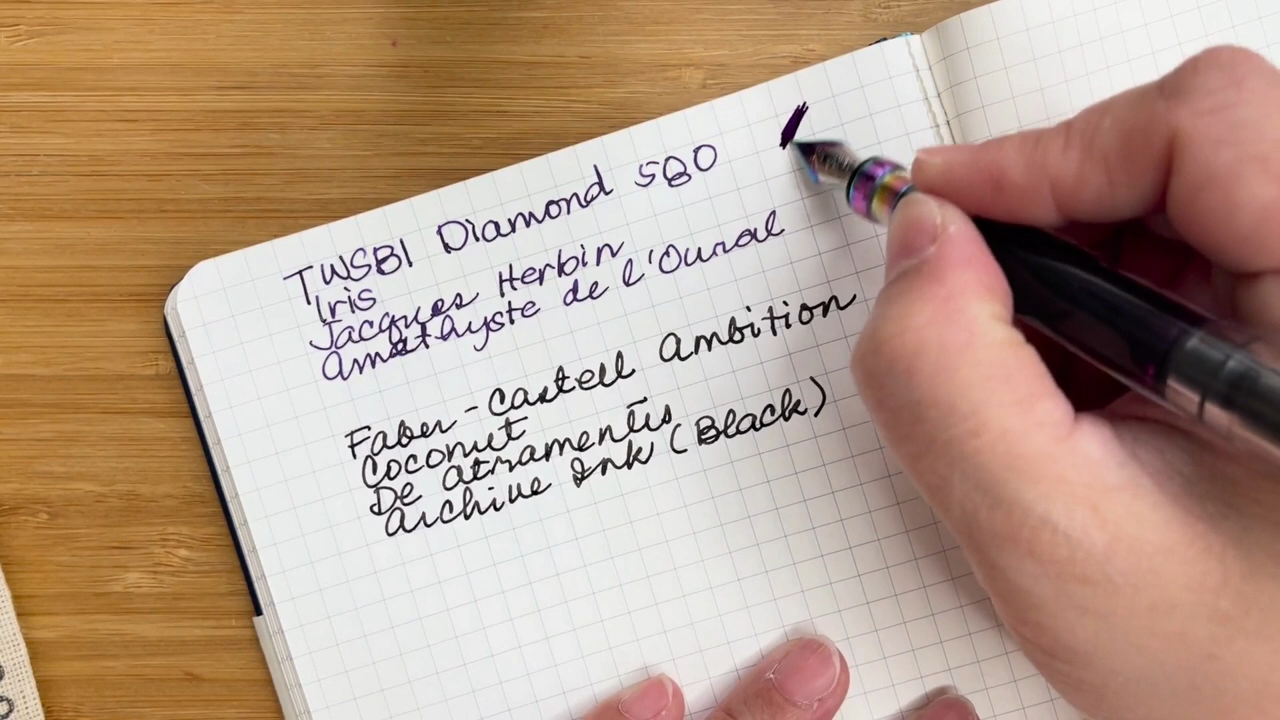 TWSBI Diamond 580
Iris
Jacques Herbin
Amethyste de l'Oural
Faber-Castell Ambition
Coconut
De Atramentis
Archive Ink (Black)